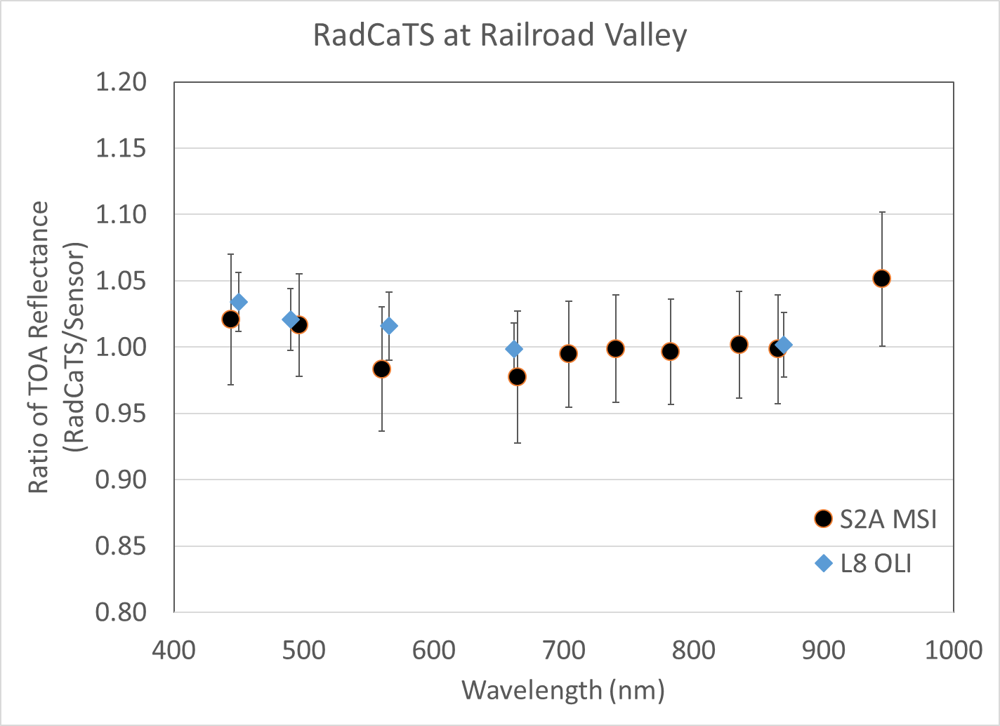 RadCaTS at Railroad Valley
Ratio of TOA Reflectance
(RadCaTS/Sensor)
1.20
1.15
1.10
1.05
1.00
0.95
0.90
0.85
0.80
S2A MSI
L8 OLI
400 500 600 700 800 900 1000
Wavelength (nm)